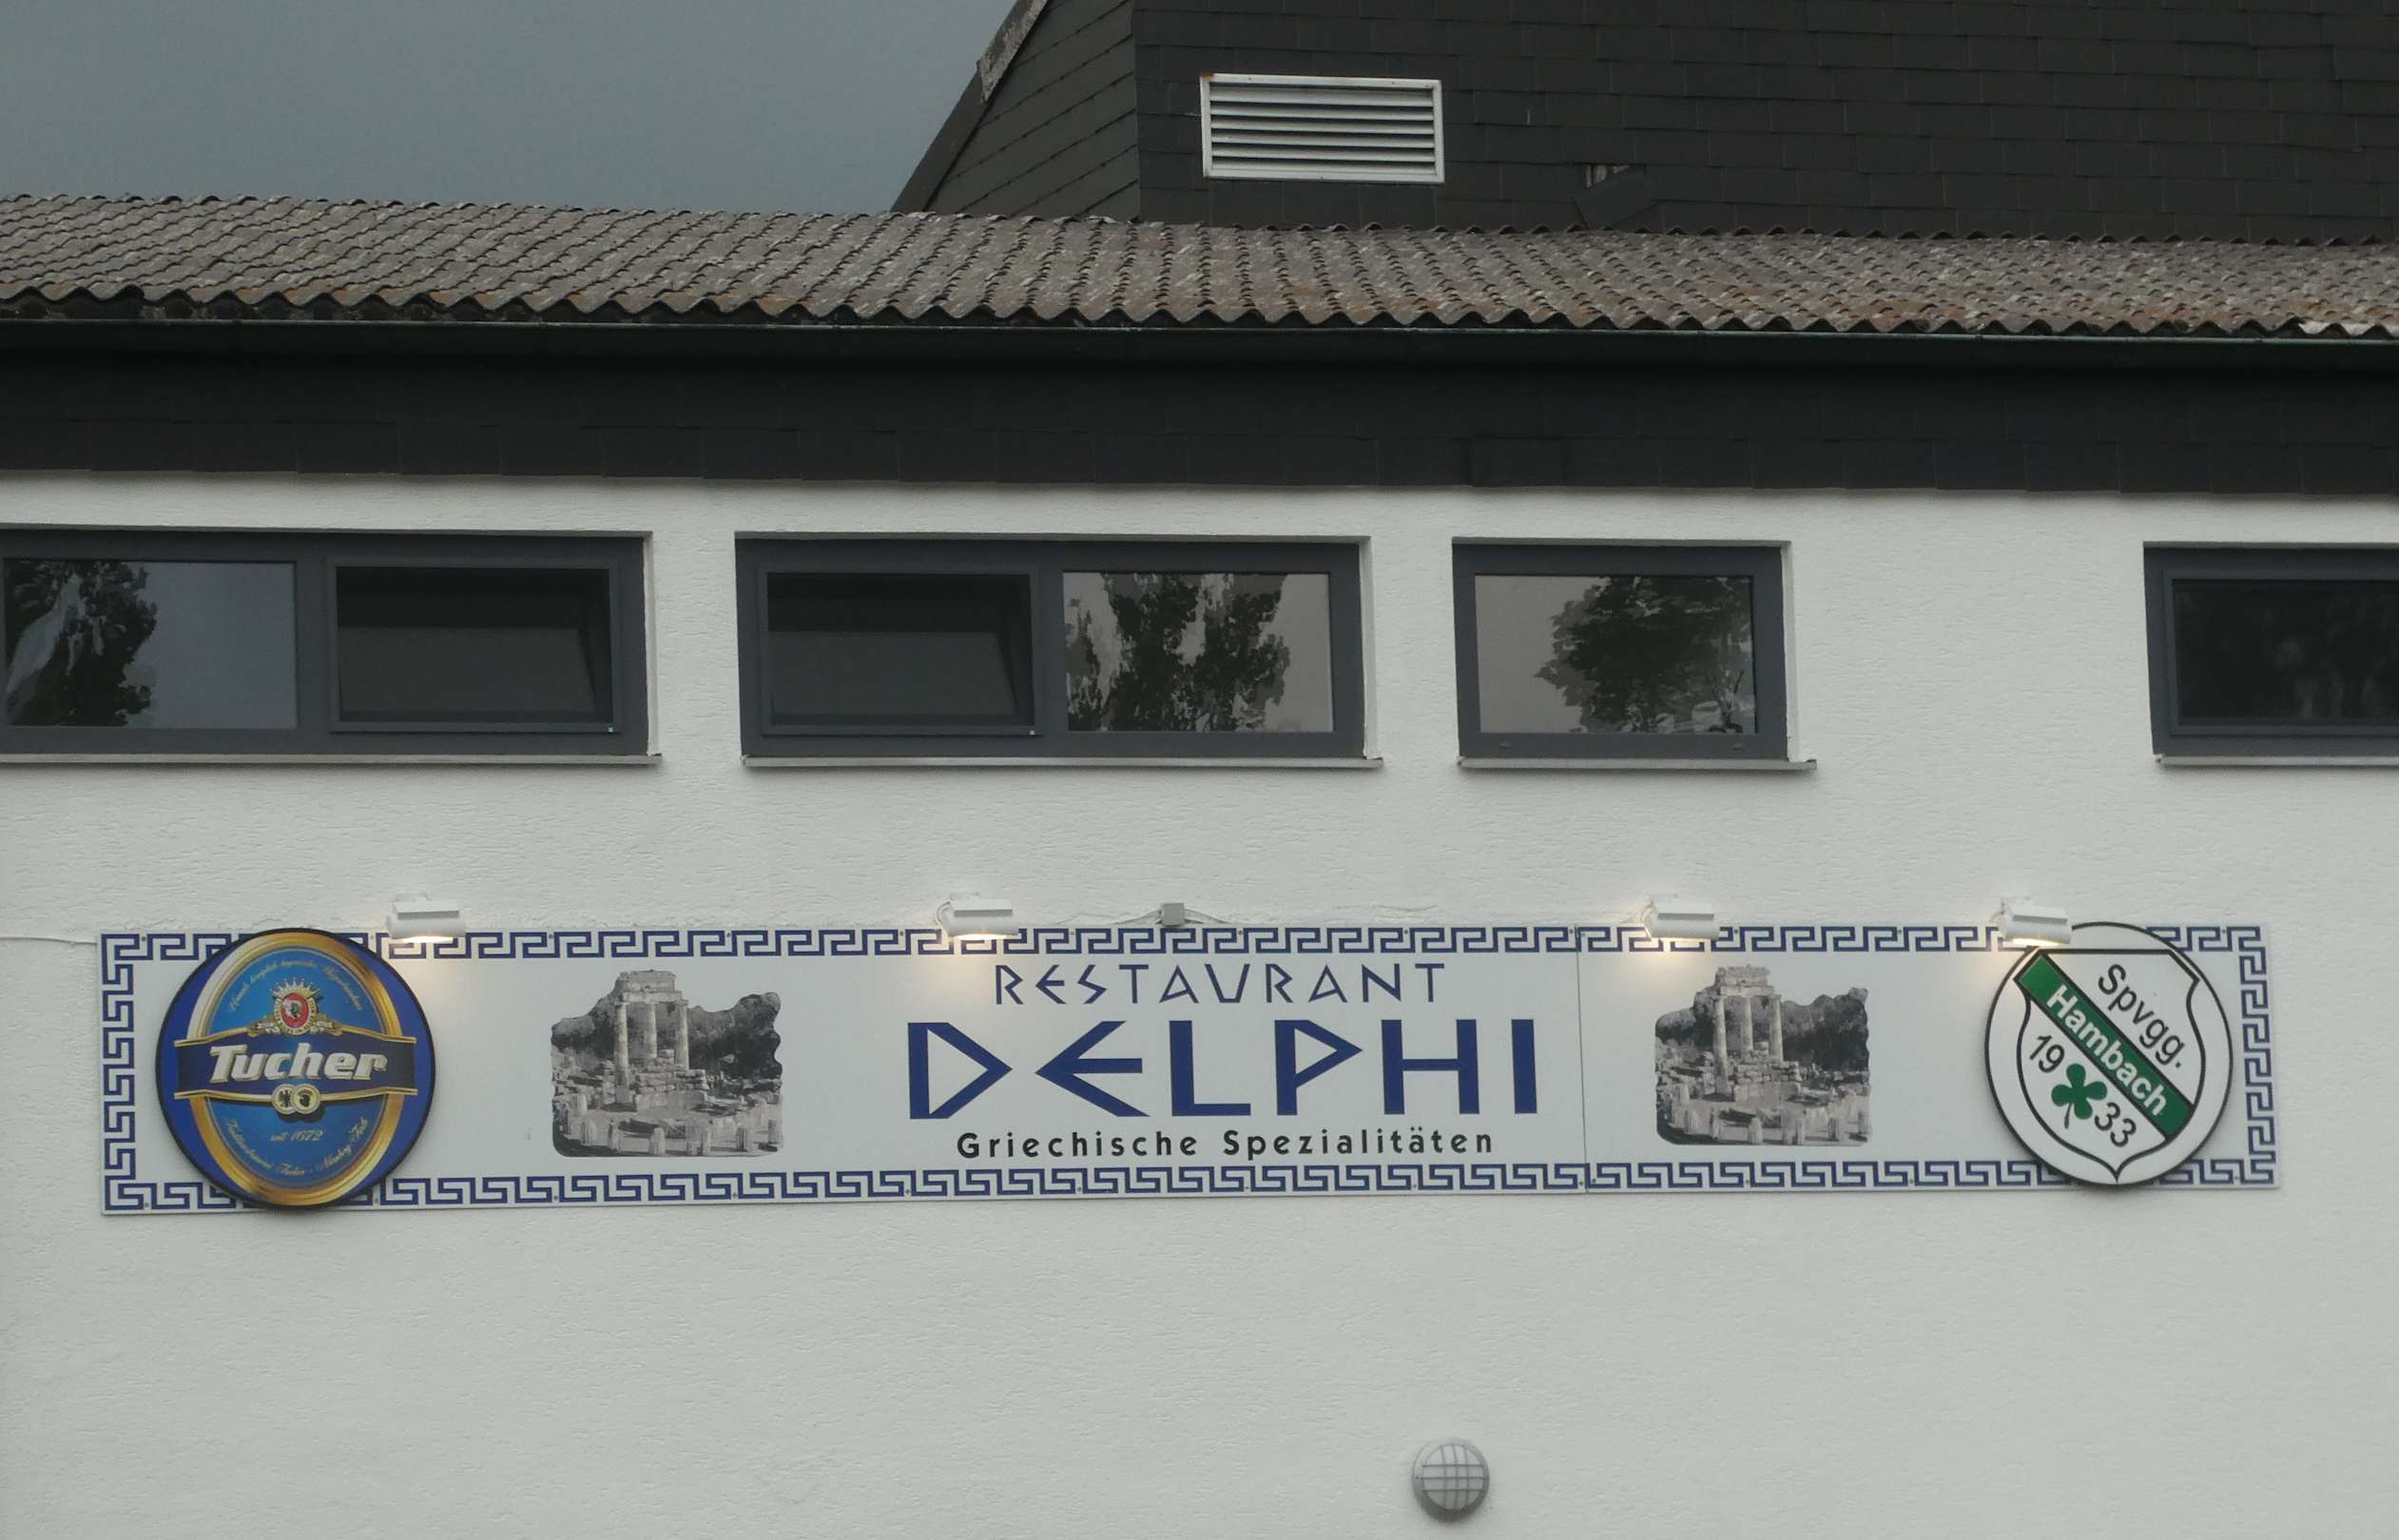 Tucher
seit 1672
RESTAURANT
DELPHI
Griechische Spezialitäten
Spvgg.
Hambach
19 33